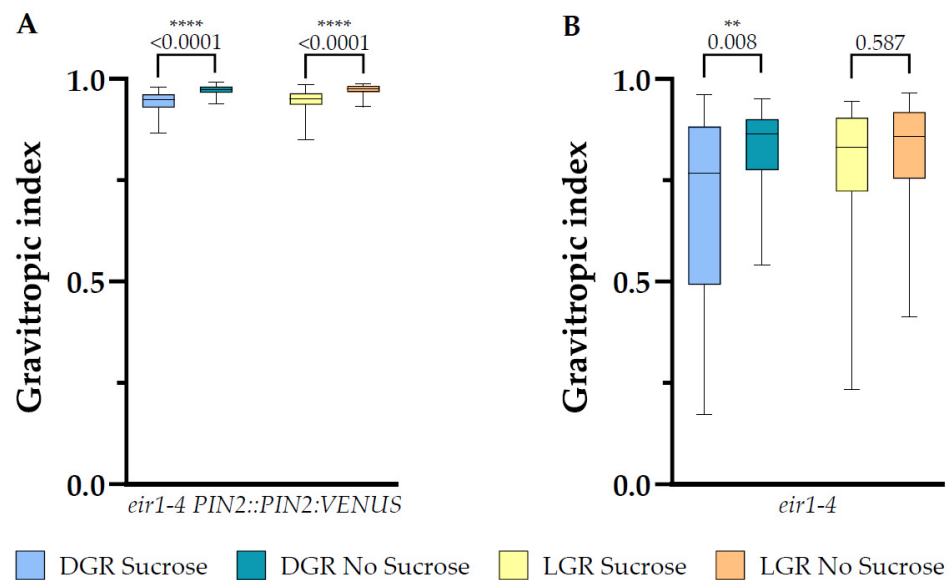 A
****
<0.0001
****
<0.0001
Gravitropic index
1.0
0.5
0.0
eir1-4 PIN2::PIN2:VENUS
B
**
0.008
0.587
Gravitropic index
1.0
0.5
0.0
eir1-4
DGR Sucrose
DGR No Sucrose
LGR Sucrose
LGR No Sucrose